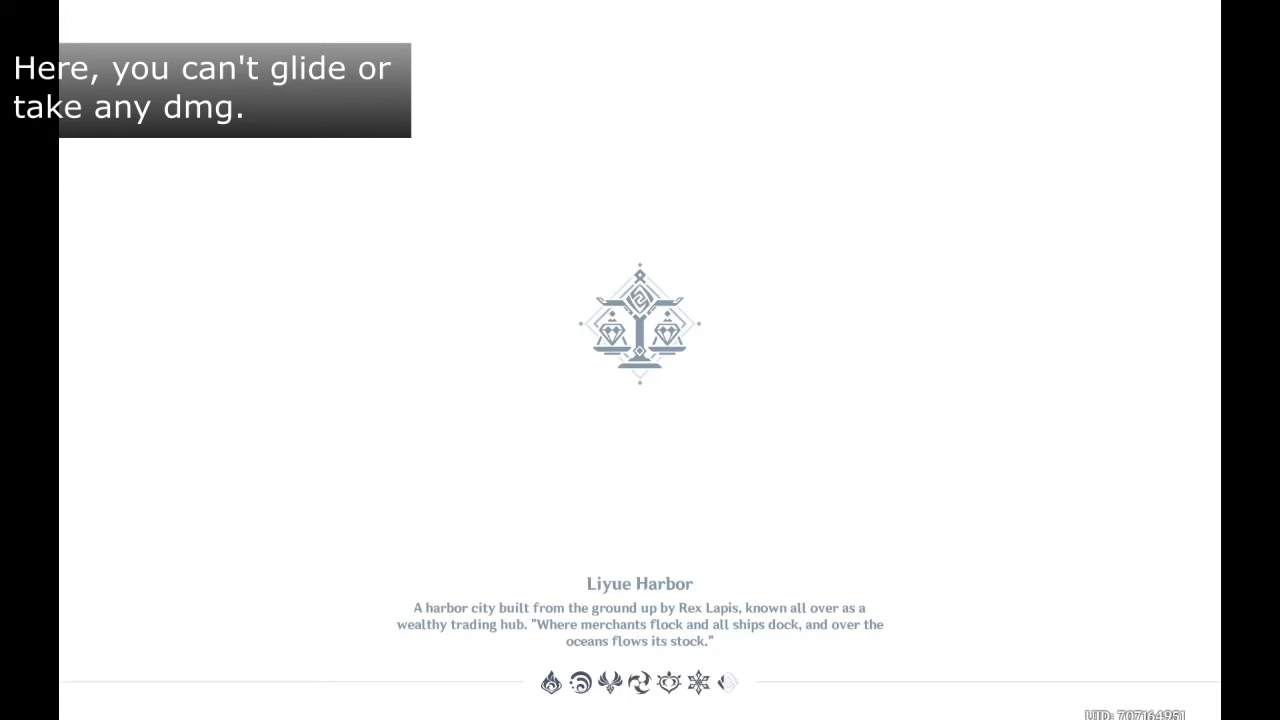 Here, you can't glide or
take any dmg.
Liyue Harbor
A harbor city built from the ground up by Rex Lapis, known all over as a
wealthy trading hub. "Where merchants flock and all ships dock, and over the
oceans flows its stock."
UID: 707164951